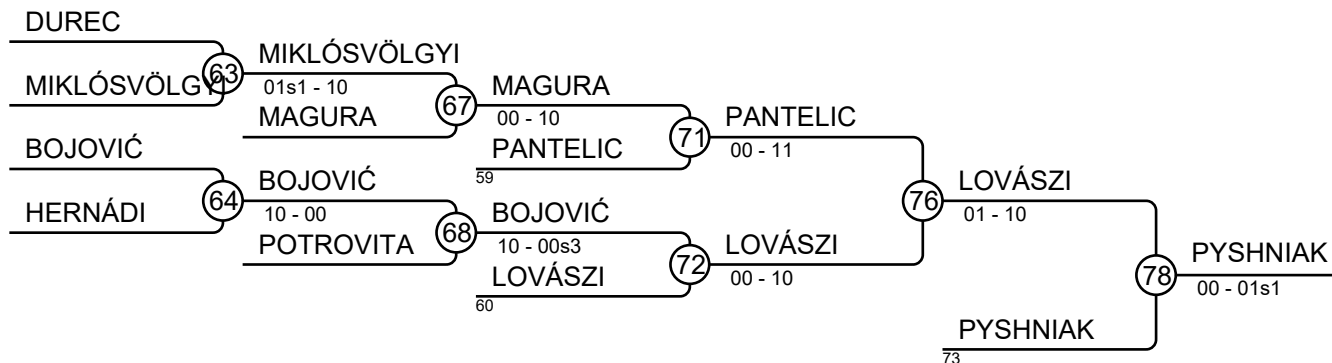 DUREC
MIKLÓSVÖLGYI
63
MIKLÓSVÖLGYI
01s1 - 10
MAGURA
67
MAGURA
00 - 10
PANTELIC
59
71
PANTELIC
00 - 11
BOJOVIĆ
HERNÁDI
64
BOJOVIĆ
10 - 00
POTROVITA
68
BOJOVIĆ
10 - 00s3
LOVÁSZI
60
72
LOVÁSZI
00 - 10
76
LOVÁSZI
01 - 10
PYSHNIAK
73
78
PYSHNIAK
00 - 01s1